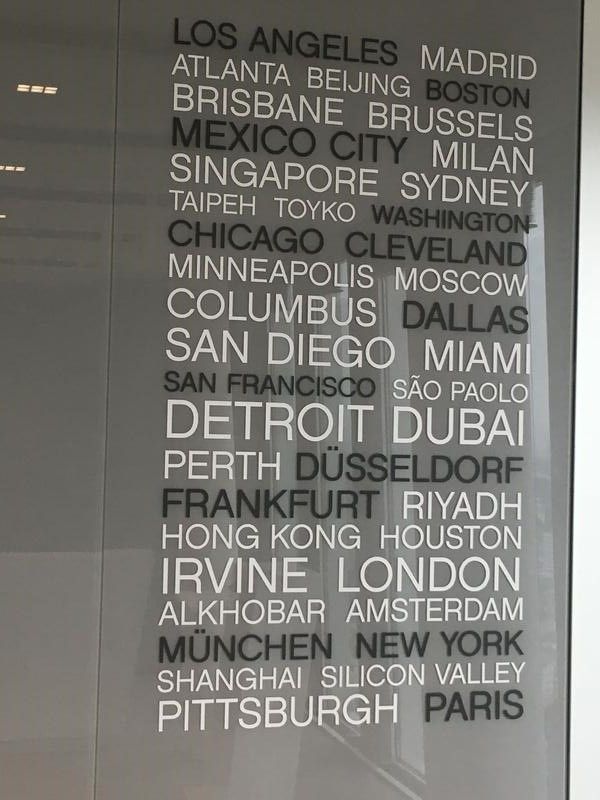 LOS ANGELES MADRID
ATLANTA BEIJING BOSTON
BRISBANE BRUSSELS
MEXICO CITY MILAN
SINGAPORE SYDNEY
TAIPEH TOYKO WASHINGTON
CHICAGO CLEVELAND
MINNEAPOLIS MOSCOW
COLUMBUS DALLAS
SAN DIEGO MIAMI
SAN FRANCISCO SÃO PAOLO
DETROIT DUBAI
PERTH DÜSSELDORF
FRANKFURT RIYADH
HONG KONG HOUSTON
IRVINE LONDON
ALKHOBAR AMSTERDAM
MÜNCHEN NEW YORK
SHANGHAI SILICON VALLEY
PITTSBURGH PARIS